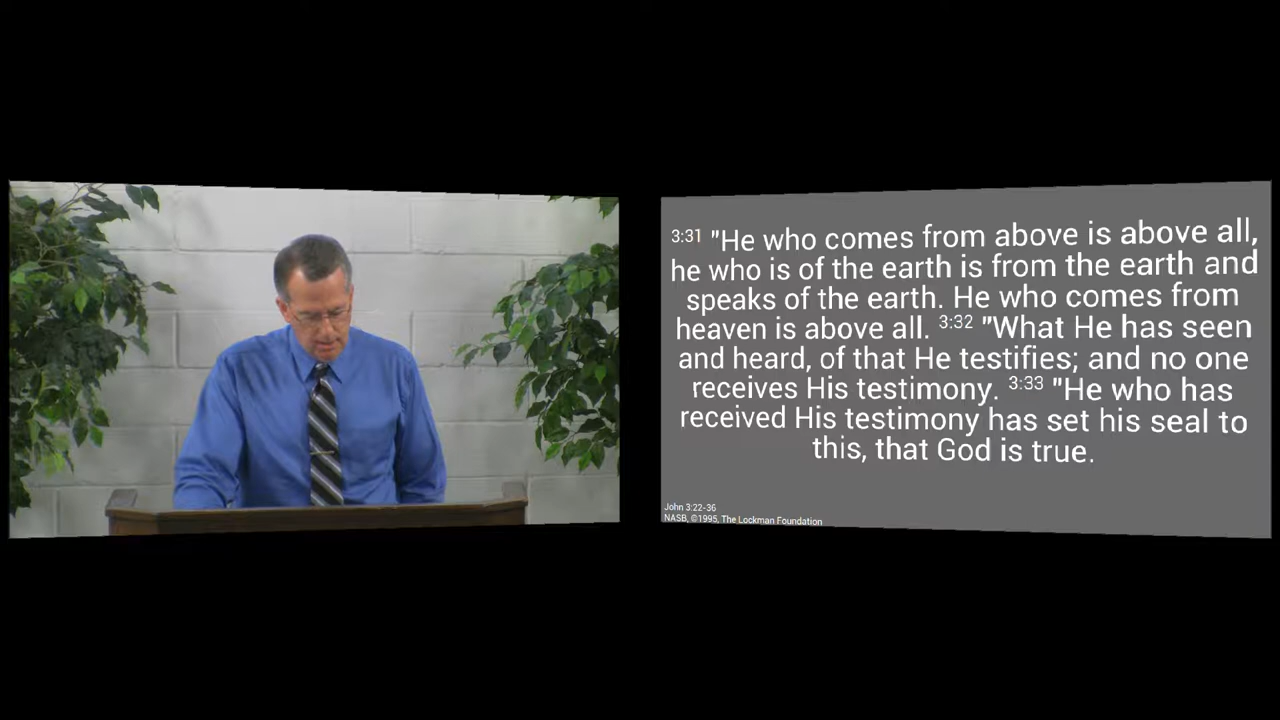 3:31 "He who comes from above is above all,
he who is of the earth is from the earth and
speaks of the earth. He who comes from
heaven is above all. 3:32 "What He has seen
and heard, of that He testifies; and no one
receives His testimony. 3:33 "He who has
received His testimony has set his seal to
this, that God is true.
John 3:22-36
NASB, ©1995, The Lockman Foundation